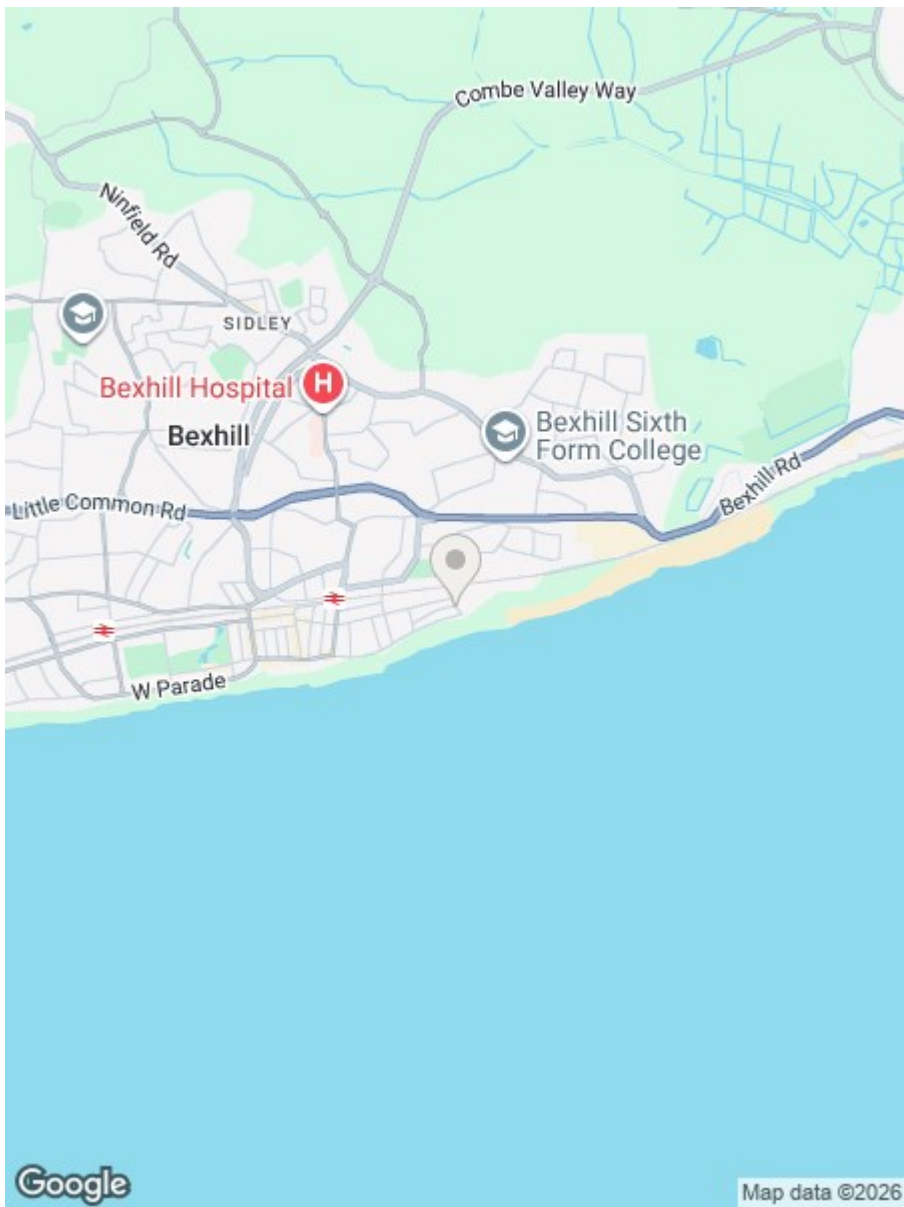 Combe Valley Way
Ninfield Rd
SIDLEY
Bexhill Hospital
H
Bexhill
Bexhill Sixth
Form College
Little Common Rd
Bexhill Rd
W Parade
Google
Map data ©2026